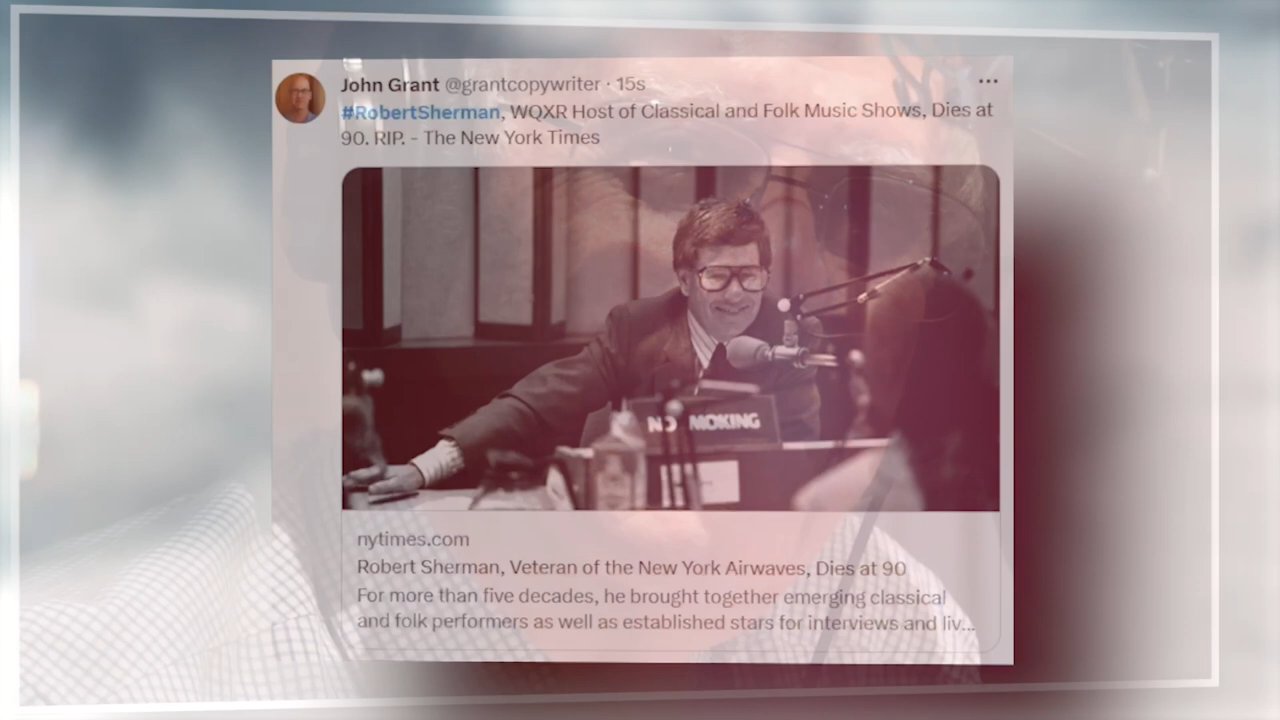 John Grant @grantcopywriter · 15s
#RobertSherman, WQXR Host of Classical and Folk Music Shows, Dies at
90. RIP. - The New York Times
NO MOKING
nytimes.com
Robert Sherman, Veteran of the New York Airwaves, Dies at 90
For more than five decades, he brought together emerging classical
and folk performers as well as established stars for interviews and liv...